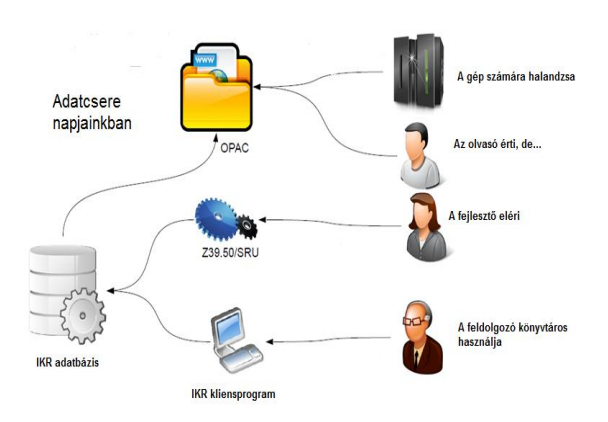 Adatcsere
napjainkban
www
OPAC
A gép számára halandzsa
Az olvasó érti, de...
A fejlesztő eléri
Z39.50/SRU
IKR adatbázis
IKR kliensprogram
A feldolgozó könyvtáros
használja